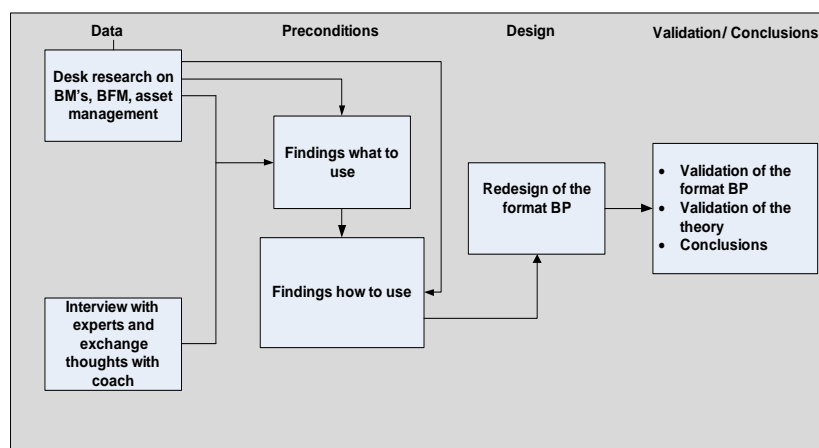 Data
Preconditions
Design
Validation/ Conclusions
Desk research on
BM's, BFM, asset
management
Findings what to
use
Redesign of the
format BP
• Validation of the
format BP
• Validation of the
theory
• Conclusions
Findings how to use
Interview with
experts and
exchange
thoughts with
coach